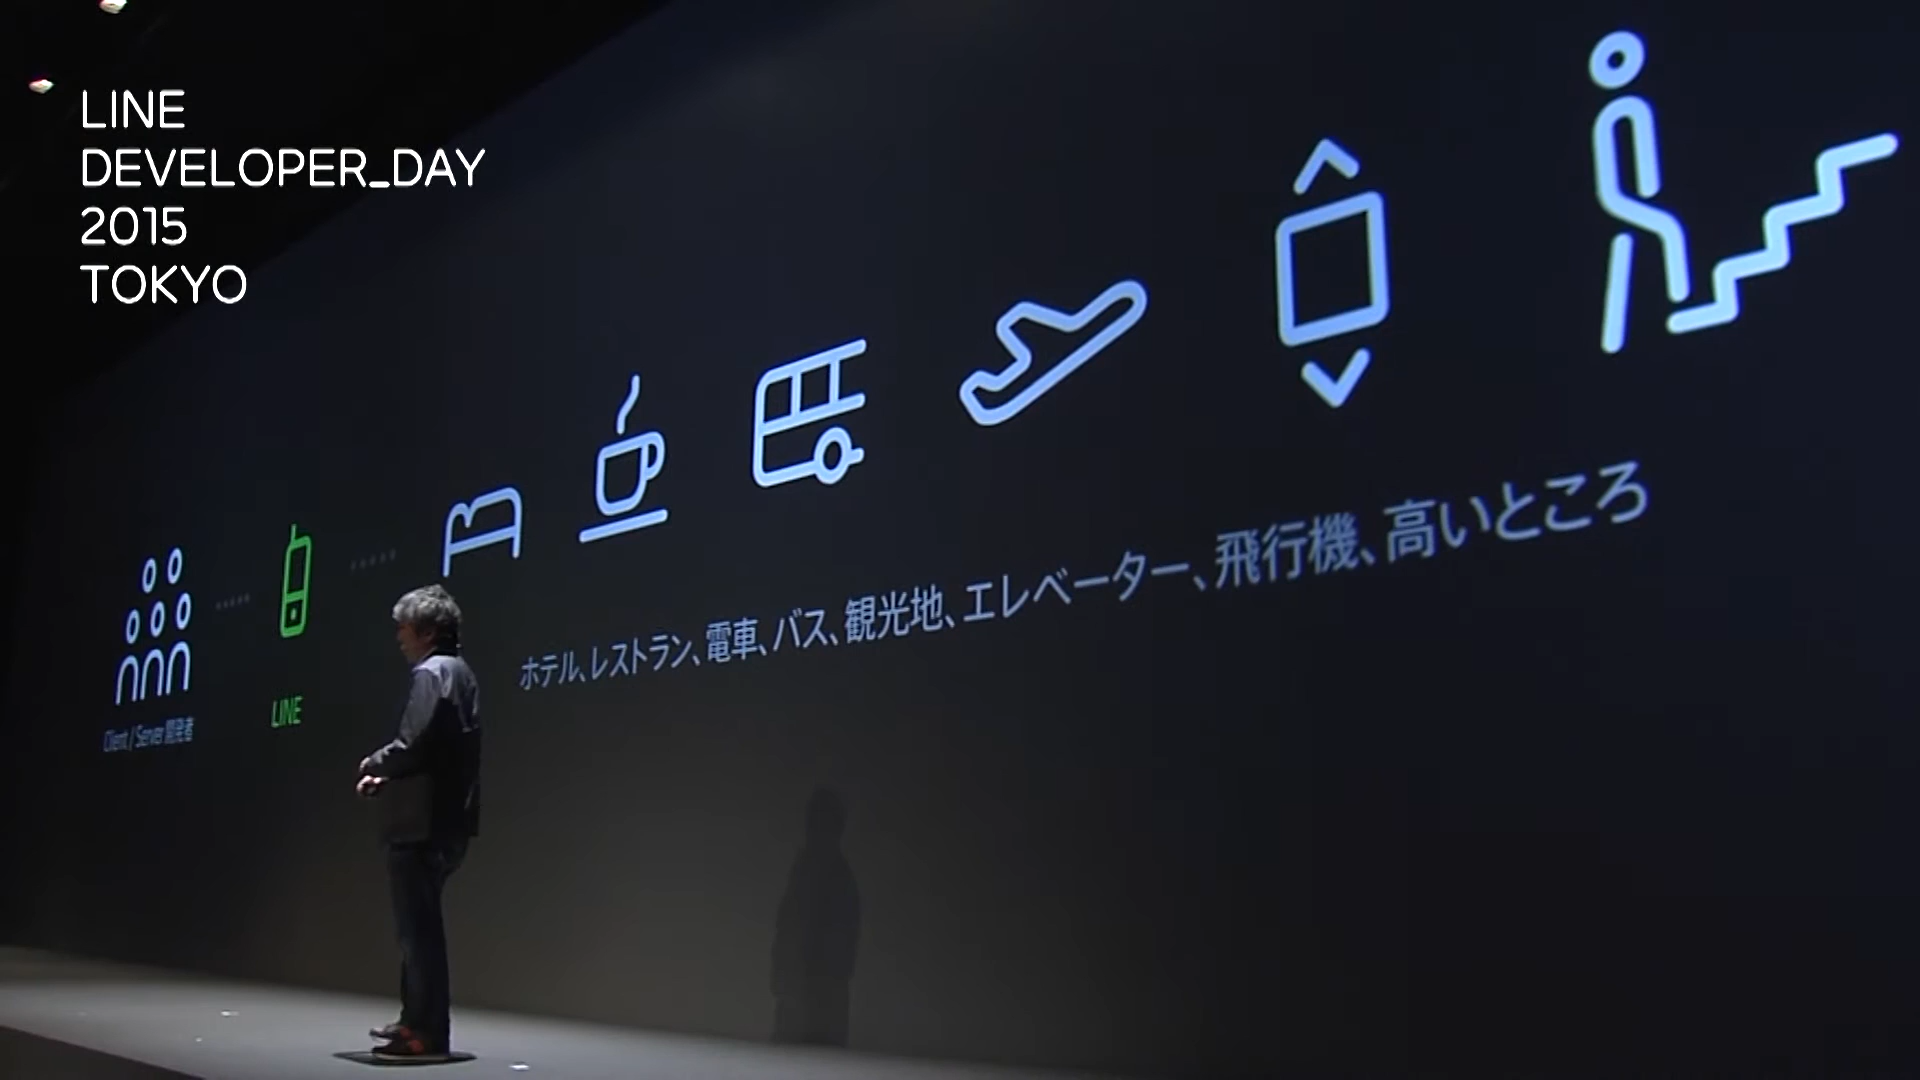 LINE
DEVELOPER_DAY
2015
TOKYO
Client / Server 開発者
LINE
ホテル、レストラン、電車、バス、観光地、エレベーター、飛行機、高いところ